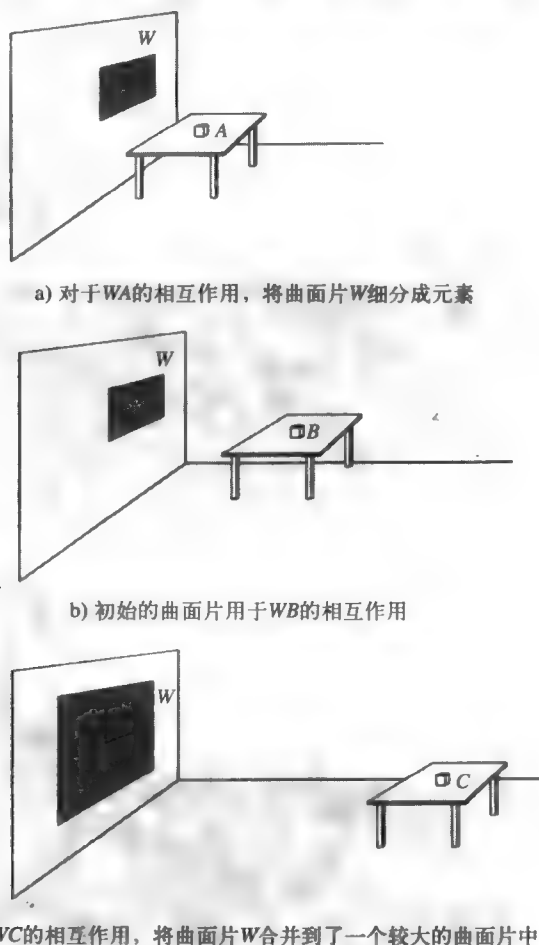 W
A
a) 对于WA的相互作用，将曲面片W细分成元素
W
B
b) 初始的曲面片用于WB的相互作用
W
C
WC的相互作用，将曲面片W合并到了一个较大的曲面片中